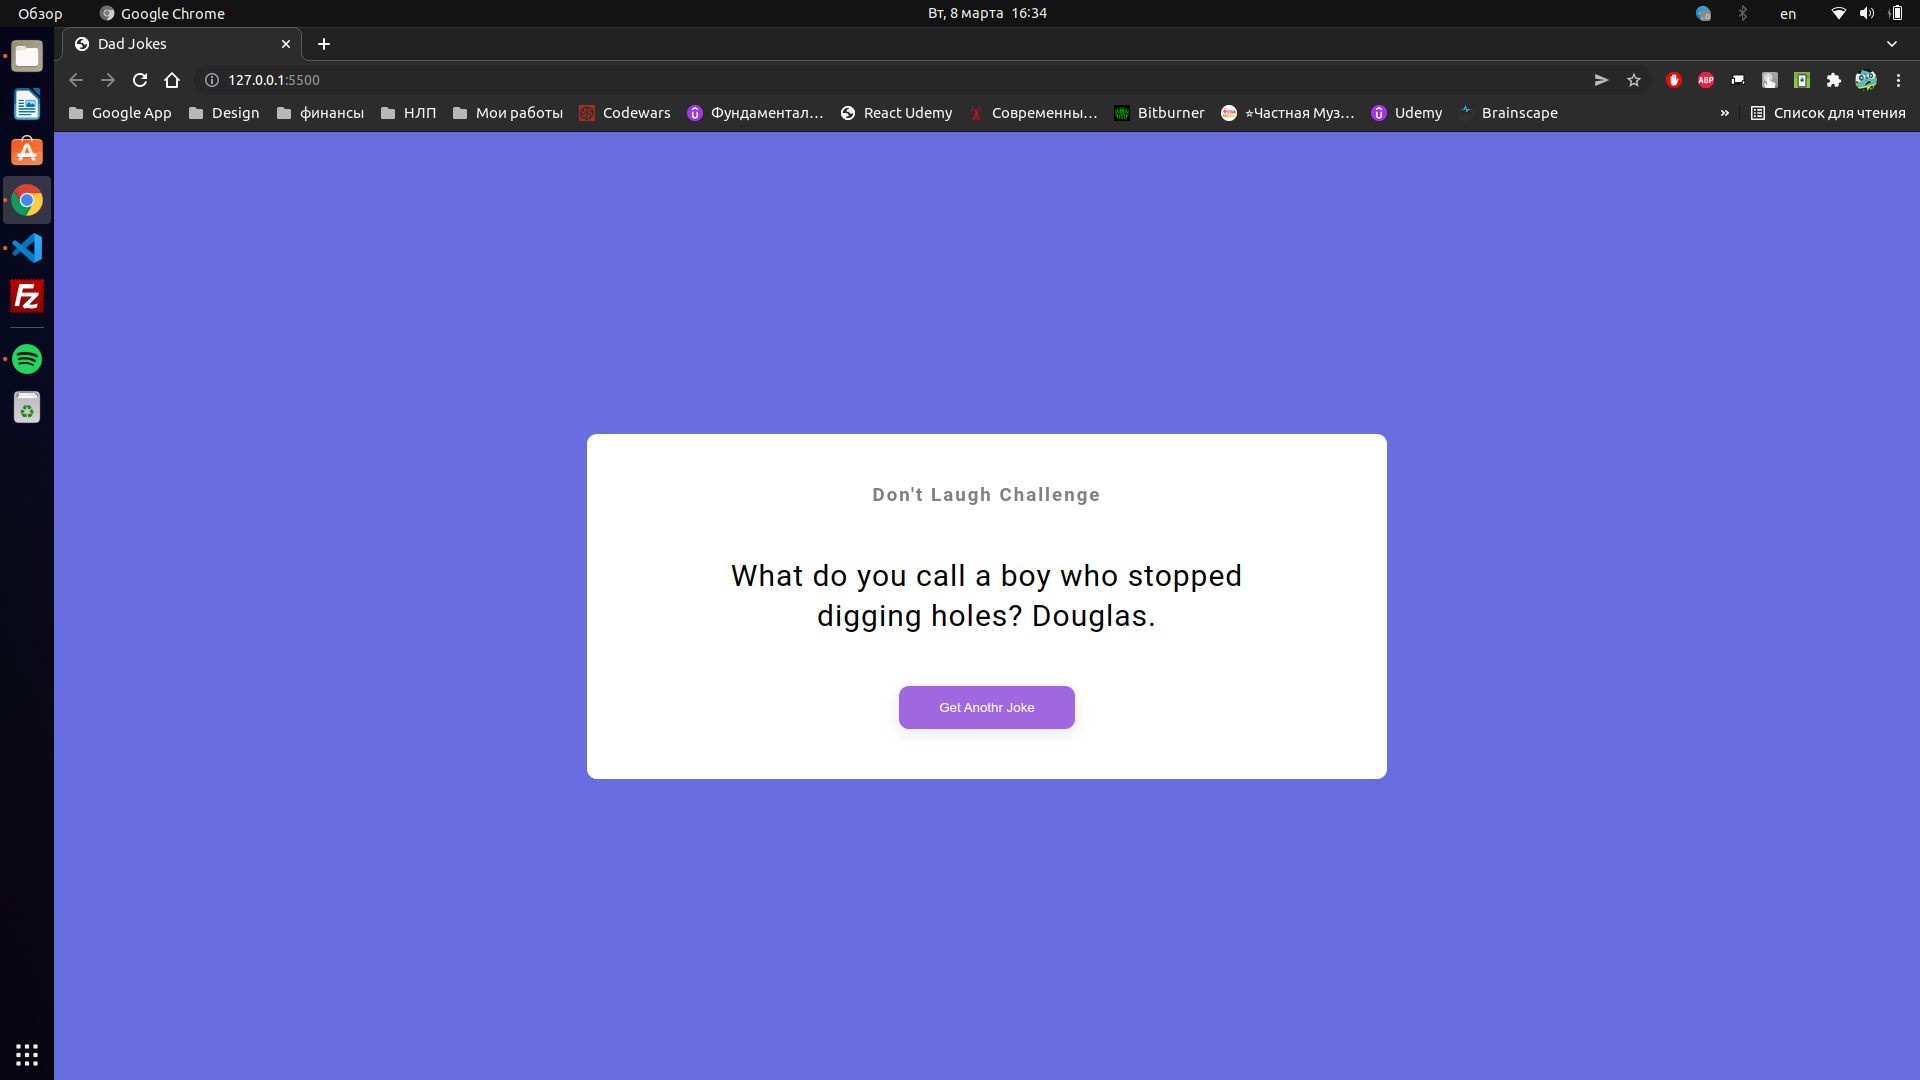 Обзор
Google Chrome
Вт, 8 марта 16:34
en
Dad Jokes
127.0.0.1:5500
ABP
Google App
Design
финансы
НЛП
Мои работы
Codewars
Фундаментал...
React Udemy
Современны...
Bitburner
⭐Частная Муз...
Udemy
Brainscape
»
Список для чтения
Fz
Don't Laugh Challenge
What do you call a boy who stopped
digging holes? Douglas.
Get Anothr Joke